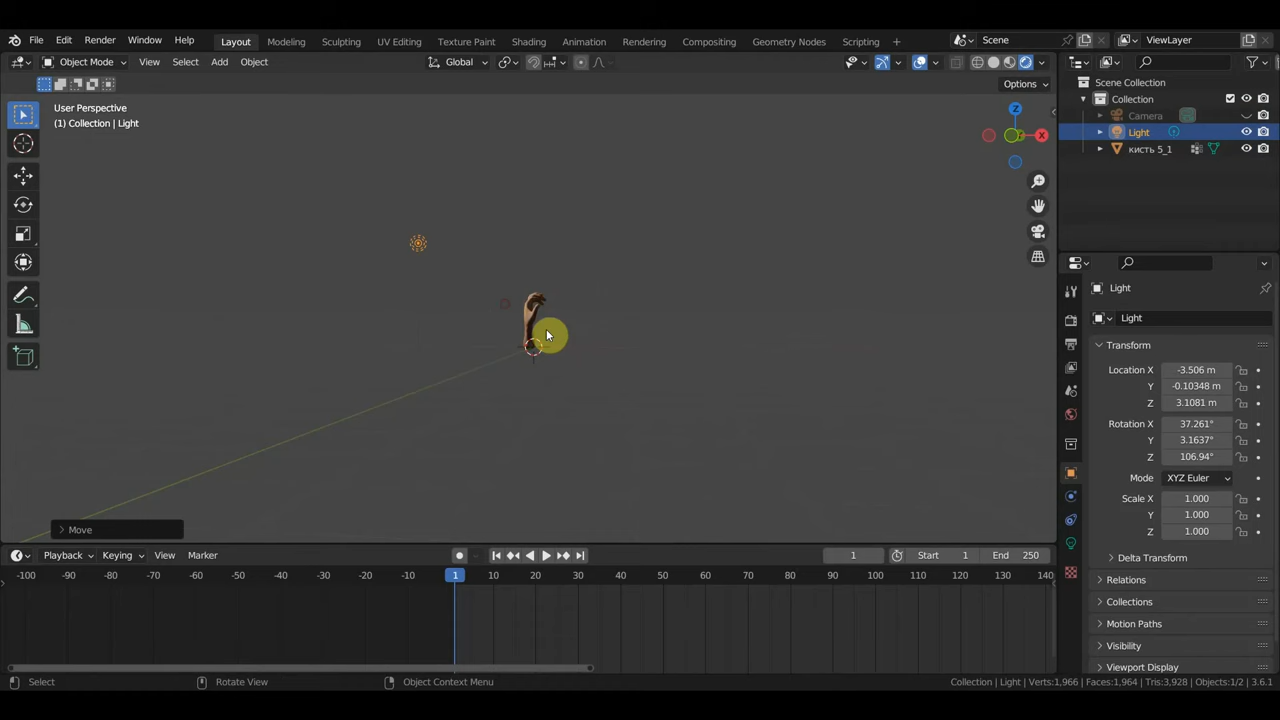 File Edit Render Window Help Layout Modeling Sculpting UV Editing Texture Paint Shading Animation Rendering Compositing Geometry Nodes Scripting + Scene ViewLayer
Object Mode View Select Add Object Global
Options
User Perspective
(1) Collection | Light
Z
Y
X
Move
Playback Keying View Marker 1 Start 1 End 250
-100 -90 -80 -70 -60 -50 -40 -30 -20 -10 1 10 20 30 40 50 60 70 80 90 100 110 120 130 140
Scene Collection
Collection
Camera
Light
кисть 5_1
Light
Light
Transform
Location X -3.506 m
Y -0.10348 m
Z 3.1081 m
Rotation X 37.261°
Y 3.1637°
Z 106.94°
Mode XYZ Euler
Scale X 1.000
Y 1.000
Z 1.000
Delta Transform
Relations
Collections
Motion Paths
Visibility
Viewport Display
Select Rotate View Object Context Menu Collection | Light | Verts:1,966 | Faces:1,964 | Tris:3,928 | Objects:1/2 | 3.6.1